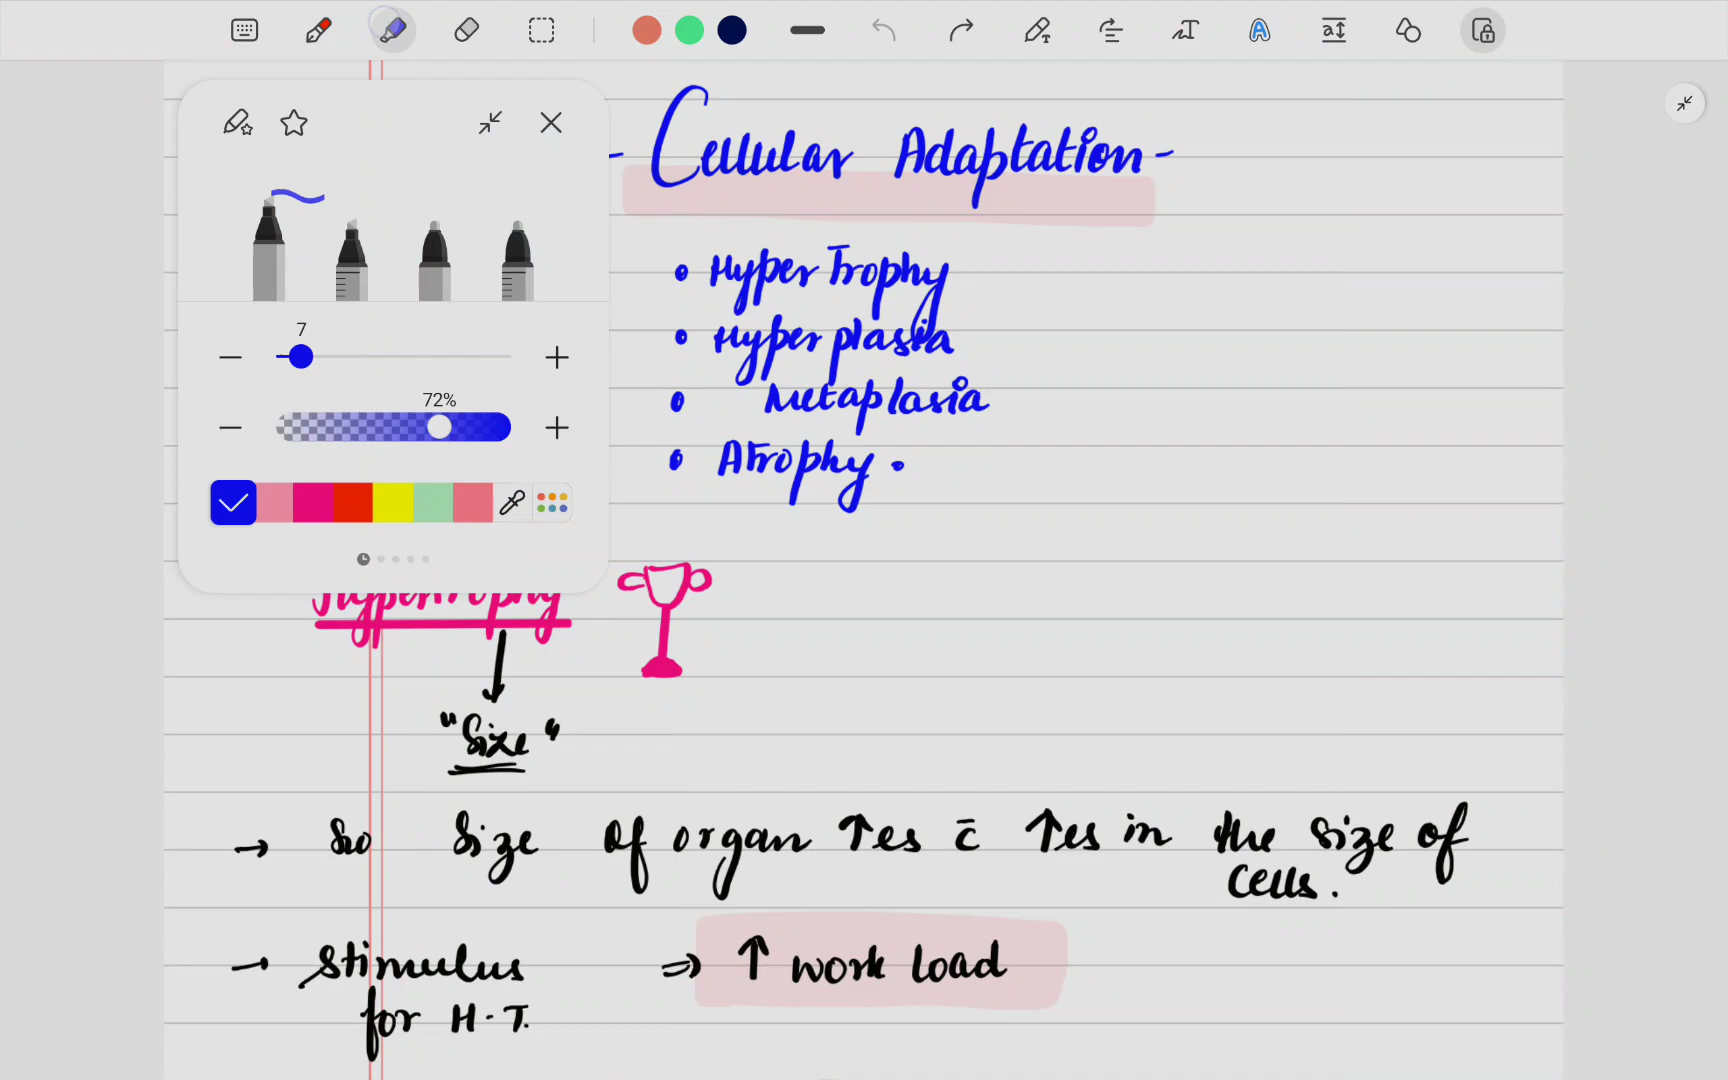 - Cellular Adaptation -
• Hyper Trophy
• Hyper plasia
• Metaplasia
• Atrophy .
7
72%
Hypertrophy
"Size"
→ So Size of organ ↑es c̄ ↑es in the size of
cells.
→ stimulus ⇒ ↑ work load
for H.T.